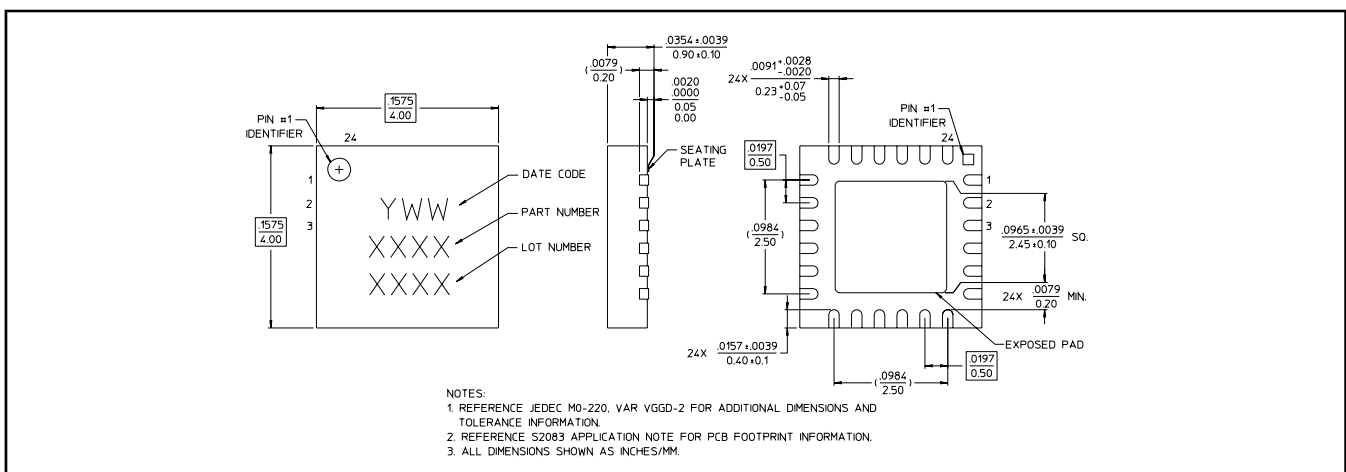 .1575
4.00
PIN #1
IDENTIFIER
24
1
2
3
.1575
4.00
YWW
XXXX
XXXX
DATE CODE
PART NUMBER
LOT NUMBER
.0354±.0039
0.90±0.10
(.0079
0.20)
.0020
.0000
0.05
0.00
SEATING
PLATE
24X .0091+.0028
-.0020
0.23+0.07
-0.05
PIN #1
IDENTIFIER
24
.0197
0.50
1
2
3
(.0984
2.50)
.0965±.0039
2.45±0.10 SQ.
24X .0079
0.20 MIN.
EXPOSED PAD
24X .0157±.0039
0.40±0.1
(.0984
2.50)
.0197
0.50
NOTES:
1. REFERENCE JEDEC MO-220, VAR VGGD-2 FOR ADDITIONAL DIMENSIONS AND
TOLERANCE INFORMATION.
2. REFERENCE S2083 APPLICATION NOTE FOR PCB FOOTPRINT INFORMATION.
3. ALL DIMENSIONS SHOWN AS INCHES/MM.